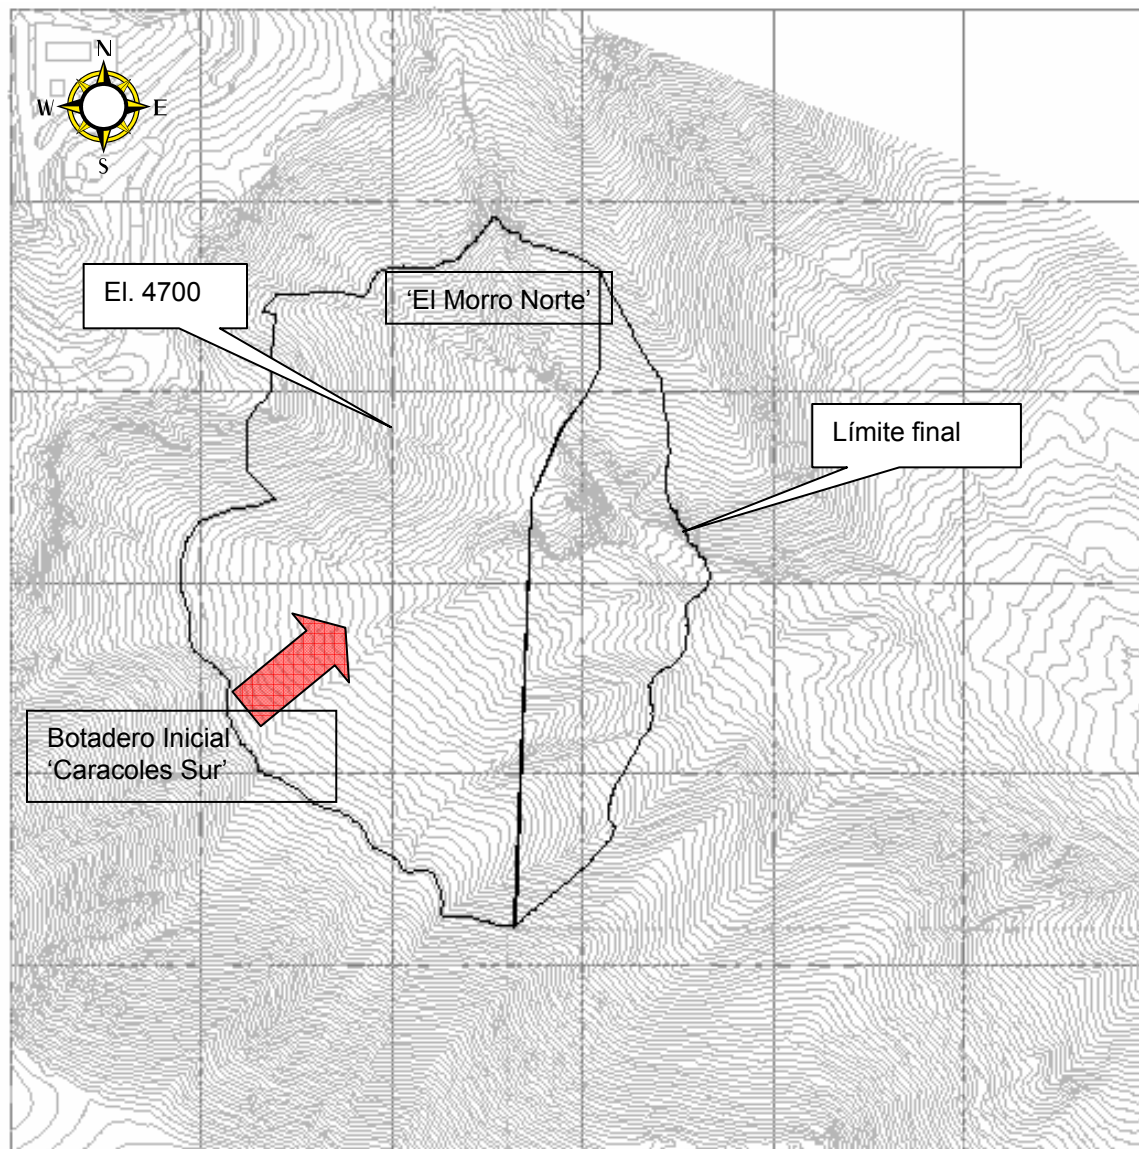 N
W E
S
El. 4700
‘El Morro Norte’
Límite final
Botadero Inicial
‘Caracoles Sur’